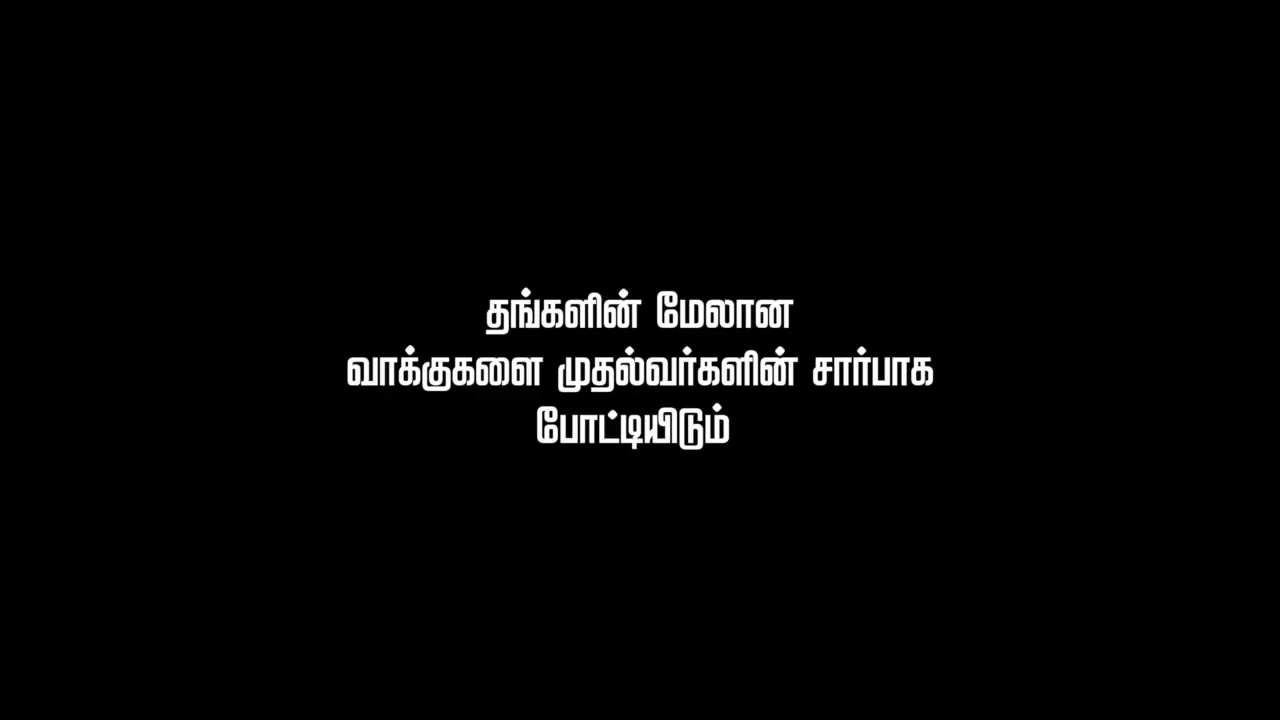 தங்களின் மேலான
வாக்குகளை முதல்வர்களின் சார்பாக
போட்டியிடும்